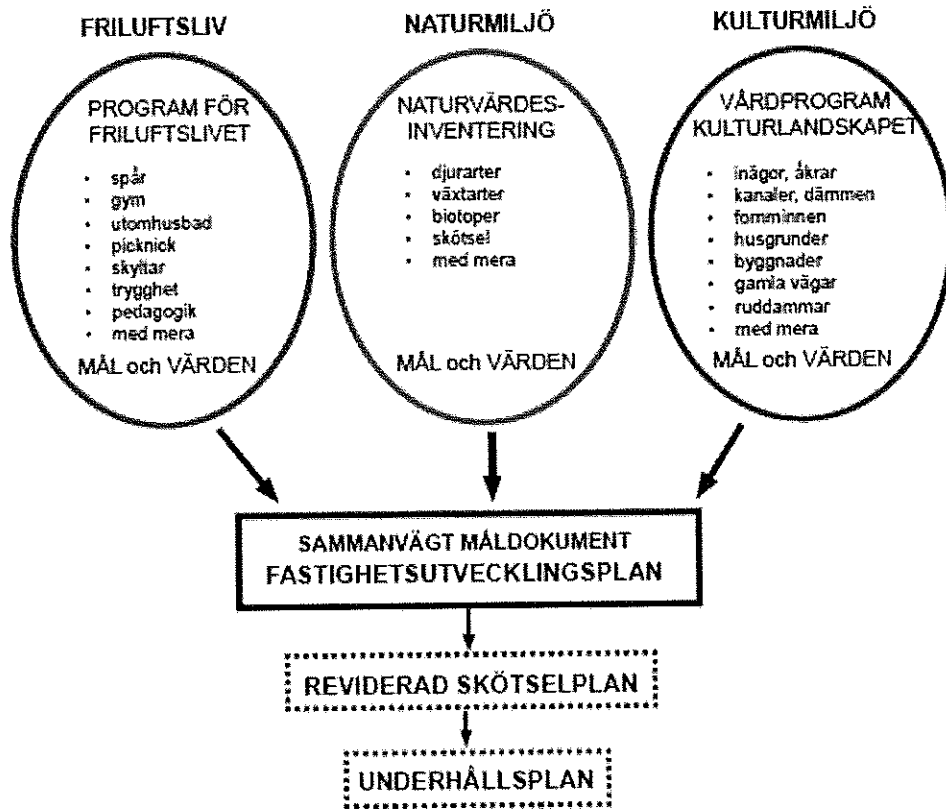 FRILUFTSLIV
PROGRAM FÖR
FRILUFTSLIVET
• spår
• gym
• utomhusbad
• picknick
• skyltar
• trygghet
• pedagogik
• med mera
MÅL och VÄRDEN
NATURMILJÖ
NATURVÄRDES-
INVENTERING
• djurarter
• växtarter
• biotoper
• skötsel
• med mera
MÅL och VÄRDEN
KULTURMILJÖ
VÅRDPROGRAM
KULTURLANDSKAPET
• inägor, åkrar
• kanaler, dämmen
• fornminnen
• husgrunder
• byggnader
• gamla vägar
• ruddammar
• med mera
MÅL och VÄRDEN
SAMMANVÄGT MÅLDOKUMENT
FASTIGHETSUTVECKLINGSPLAN
REVIDERAD SKÖTSELPLAN
UNDERHÅLLSPLAN